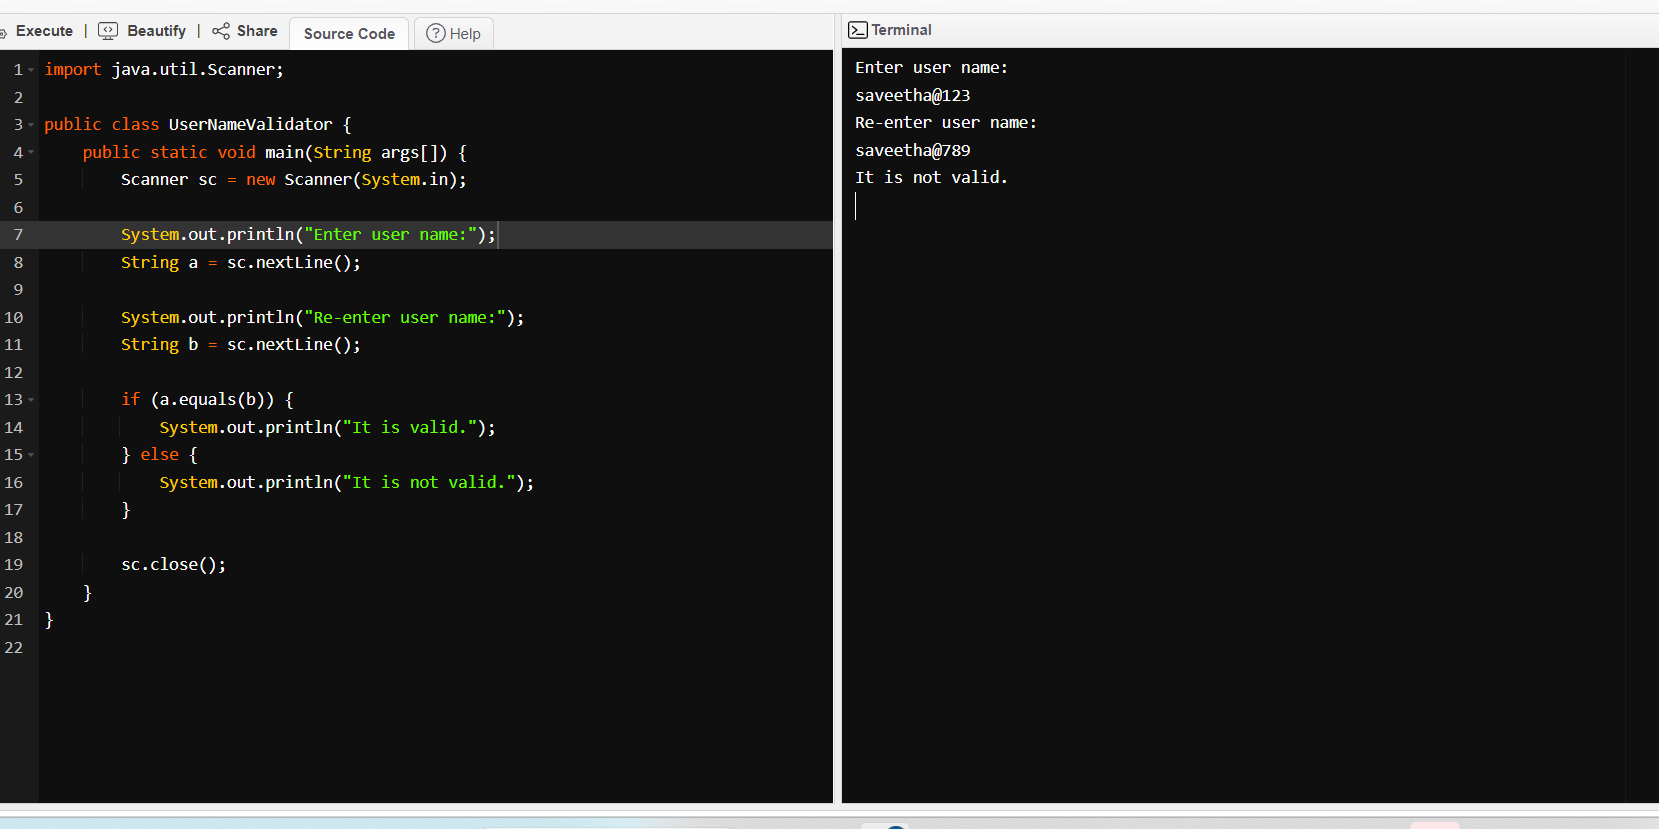 Execute | Beautify | Share Source Code Help
1 import java.util.Scanner;
2
3 public class UserNameValidator {
4     public static void main(String args[]) {
5         Scanner sc = new Scanner(System.in);
6
7         System.out.println("Enter user name:");
8         String a = sc.nextLine();
9
10         System.out.println("Re-enter user name:");
11         String b = sc.nextLine();
12
13         if (a.equals(b)) {
14             System.out.println("It is valid.");
15         } else {
16             System.out.println("It is not valid.");
17         }
18
19         sc.close();
20     }
21 }
22
Terminal
Enter user name:
saveetha@123
Re-enter user name:
saveetha@789
It is not valid.